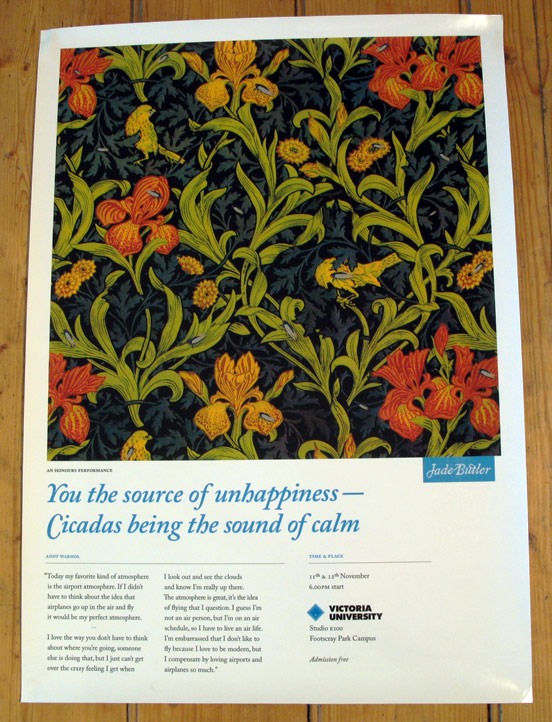 Jade Butler
AN HONOURS PERFORMANCE
You the source of unhappiness —
Cicadas being the sound of calm
ANDY WARHOL
“Today my favorite kind of atmosphere
is the airport atmosphere. If I didn't
have to think about the idea that
airplanes go up in the air and fly
it would be my perfect atmosphere.
...
I love the way you don't have to think
about where you're going, someone
else is doing that, but I just can't get
over the crazy feeling I get when
I look out and see the clouds
and know I'm really up there.
The atmosphere is great, it's the idea
of flying that I question. I guess I'm
not an air person, but I'm on an air
schedule, so I have to live an air life.
I'm embarrassed that I don't like to
fly because I love to be modern, but
I compensate by loving airports and
airplanes so much.”
TIME & PLACE
11th & 12th November
6.00 PM start
VICTORIA
UNIVERSITY
Studio E100
Footscray Park Campus
Admission free